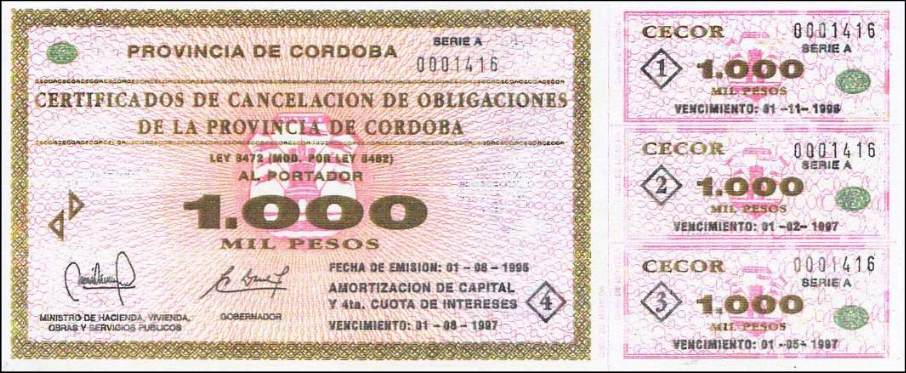 PROVINCIA DE CORDOBA
SERIE A
0001416
CERTIFICADOS DE CANCELACION DE OBLIGACIONES
DE LA PROVINCIA DE CORDOBA
LEY 8472 (MOD. POR LEY 8482)
AL PORTADOR
1.000
MIL PESOS
FECHA DE EMISION: 01-08-1995
AMORTIZACION DE CAPITAL
Y 4ta. CUOTA DE INTERESES
4
VENCIMIENTO: 01-08-1997
MINISTRO DE HACIENDA, VIVIENDA,
OBRAS Y SERVICIOS PUBLICOS
GOBERNADOR
CECOR
0001416
SERIE A
1
1.000
MIL PESOS
VENCIMIENTO: 01-11-1996
CECOR
0001416
SERIE A
2
1.000
MIL PESOS
VENCIMIENTO: 01-02-1997
CECOR
0001416
SERIE A
3
1.000
MIL PESOS
VENCIMIENTO: 01-05-1997